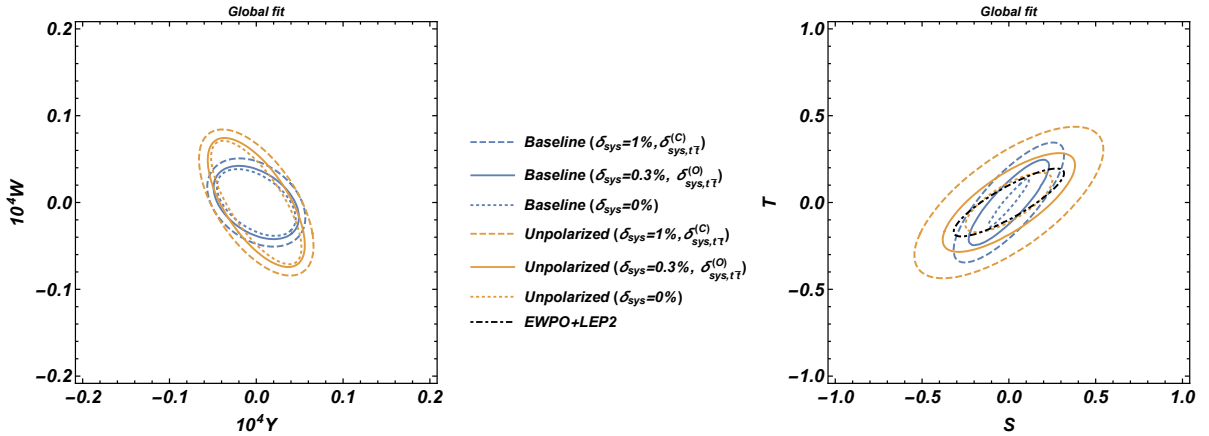 Global fit
0.2
0.1
0.0
−0.1
−0.2
10⁴W
−0.2 −0.1 0.0 0.1 0.2
10⁴Y
Baseline (δsys=1%,δ(C)sys,tt̄)
Baseline (δsys=0.3%, δ(O)sys,tt̄)
Baseline (δsys=0%)
Unpolarized (δsys=1%,δ(C)sys,tt̄)
Unpolarized (δsys=0.3%, δ(O)sys,tt̄)
Unpolarized (δsys=0%)
EWPO+LEP2
Global fit
1.0
0.5
0.0
−0.5
−1.0
T
−1.0 −0.5 0.0 0.5 1.0
S